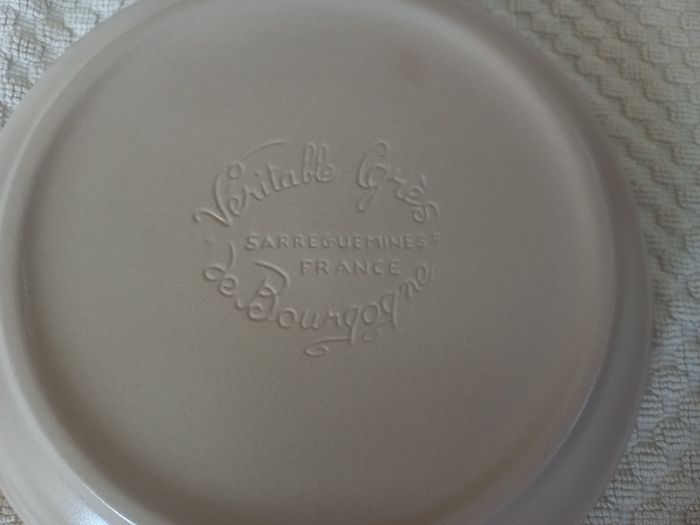 Véritable Grès
SARREGUEMINES
FRANCE
de Bourgogne